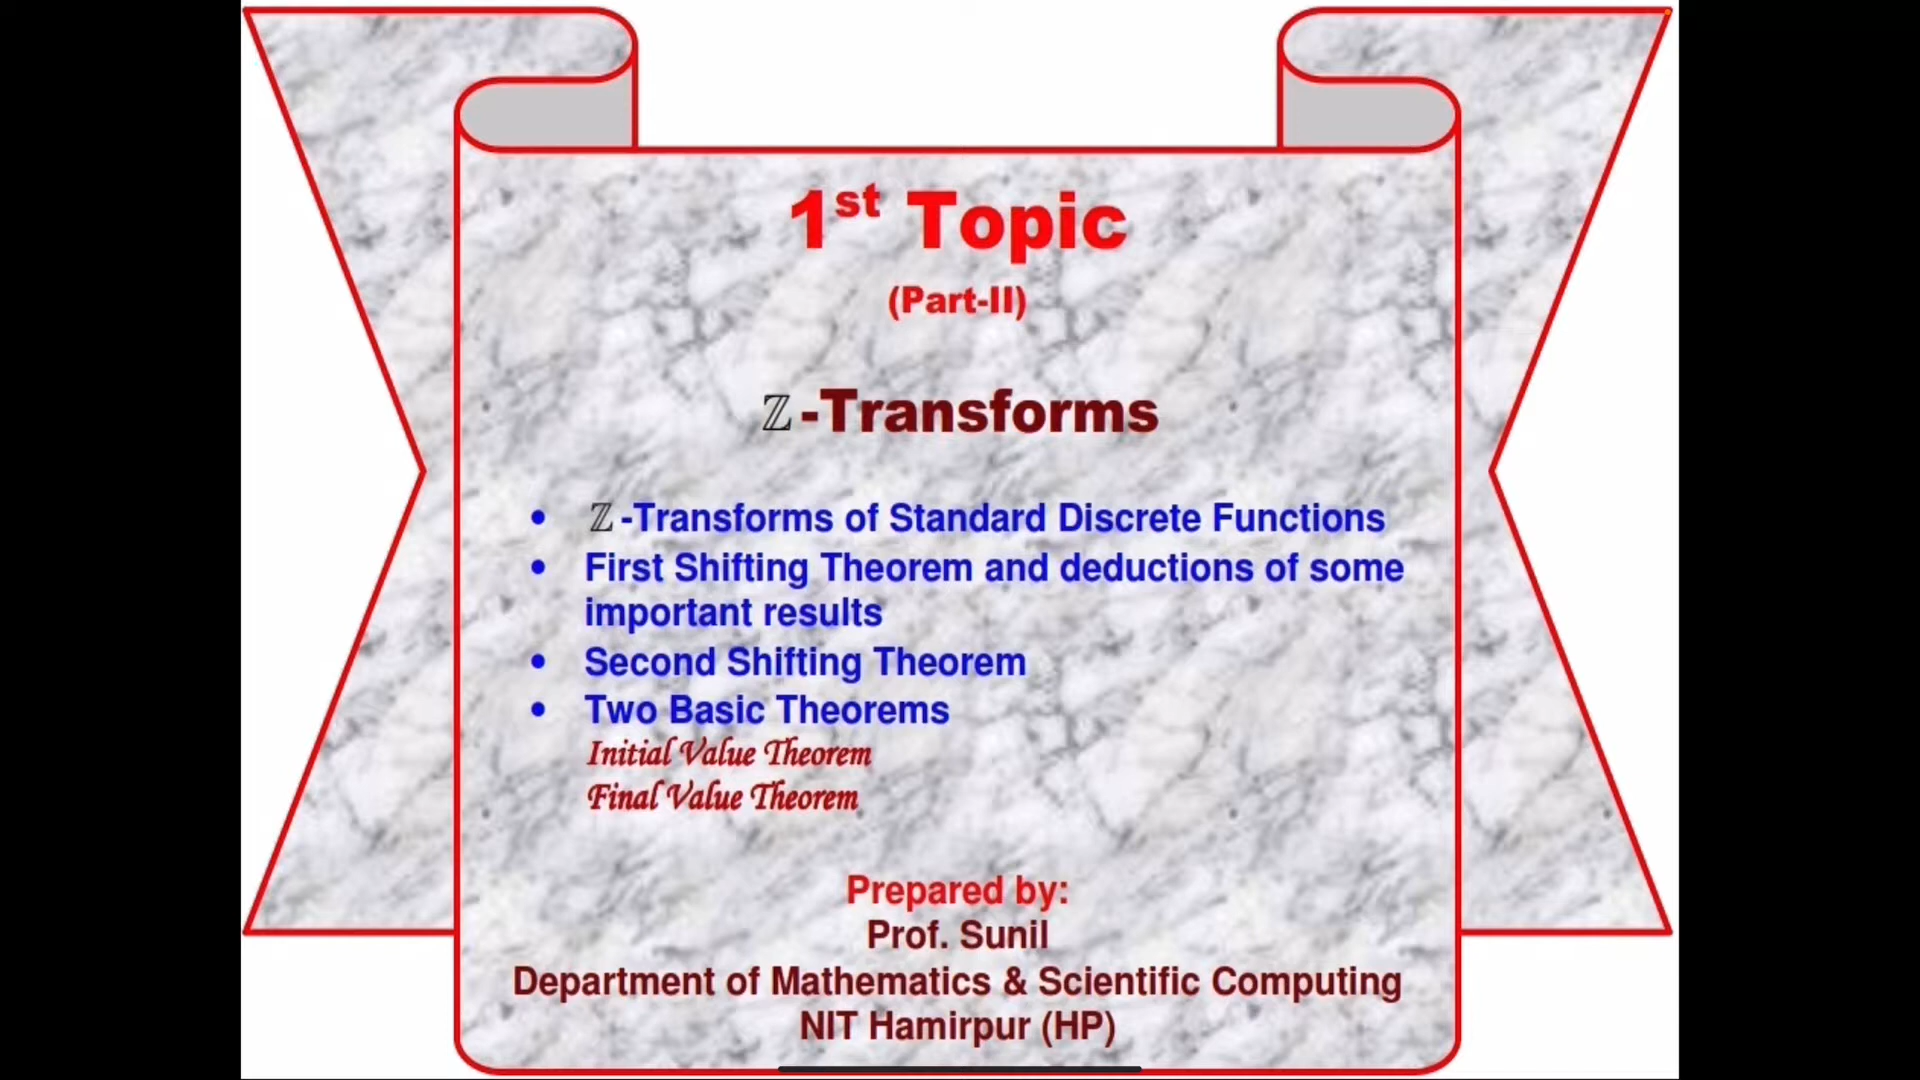 1st Topic
(Part-II)
ℤ-Transforms
• ℤ-Transforms of Standard Discrete Functions
• First Shifting Theorem and deductions of some
important results
• Second Shifting Theorem
• Two Basic Theorems
Initial Value Theorem
Final Value Theorem
Prepared by:
Prof. Sunil
Department of Mathematics & Scientific Computing
NIT Hamirpur (HP)